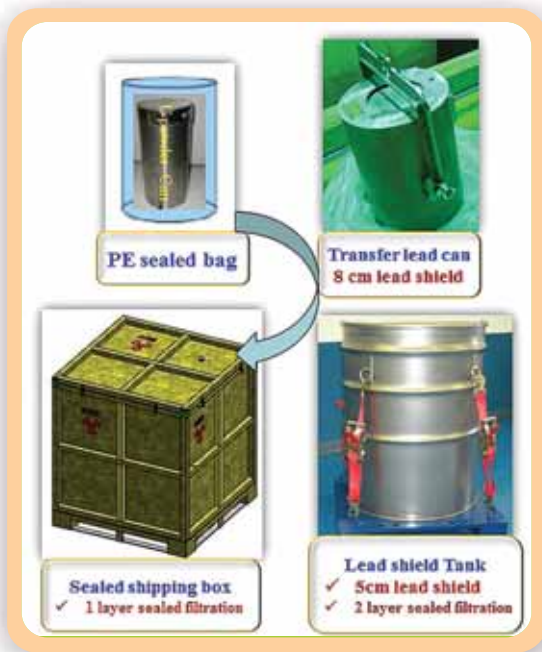 PE sealed bag
Transfer lead can
8 cm lead shield
Sealed shipping box
✓ 1 layer sealed filtration
Lead shield Tank
✓ 5cm lead shield
✓ 2 layer sealed filtration